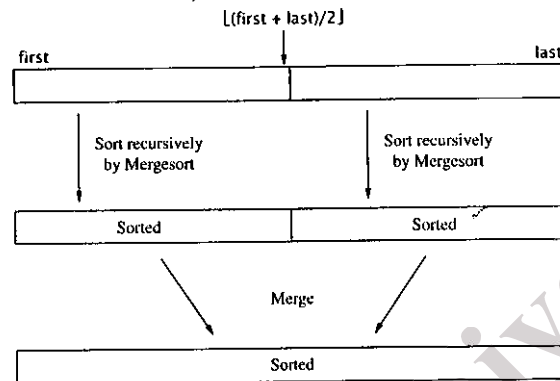 ⌊(first + last)/2⌋
first last
Sort recursively by Mergesort
Sort recursively by Mergesort
Sorted Sorted
Merge
Sorted